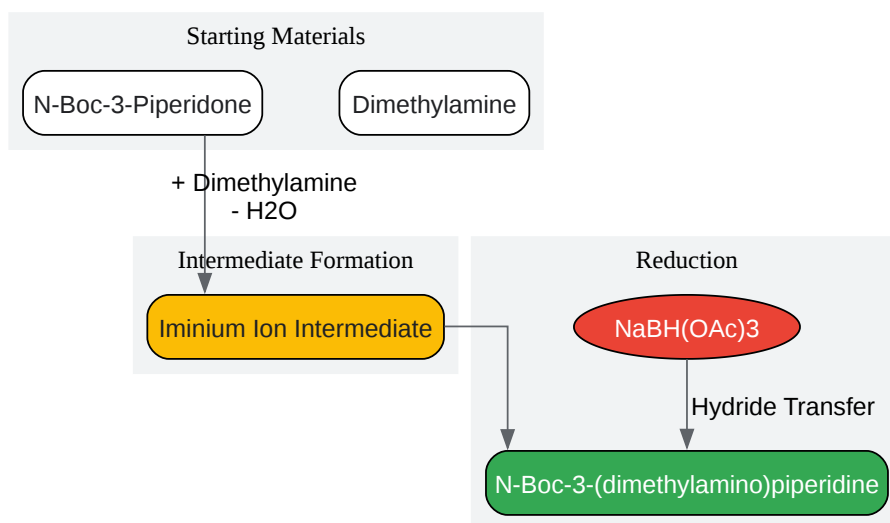 Starting Materials
N-Boc-3-Piperidone
Dimethylamine
+ Dimethylamine
- H2O
Intermediate Formation
Reduction
Iminium Ion Intermediate
NaBH(OAc)3
Hydride Transfer
N-Boc-3-(dimethylamino)piperidine